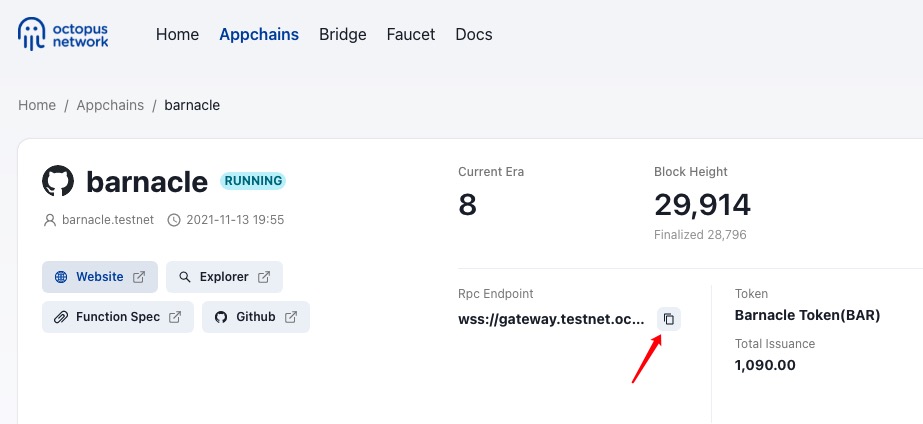 octopus network
Home Appchains Bridge Faucet Docs
Home / Appchains / barnacle
barnacle RUNNING
barnacle.testnet 2021-11-13 19:55
Website Explorer
Function Spec Github
Current Era
8
Block Height
29,914
Finalized 28,796
Rpc Endpoint
wss://gateway.testnet.oc...
Token
Barnacle Token(BAR)
Total Issuance
1,090.00